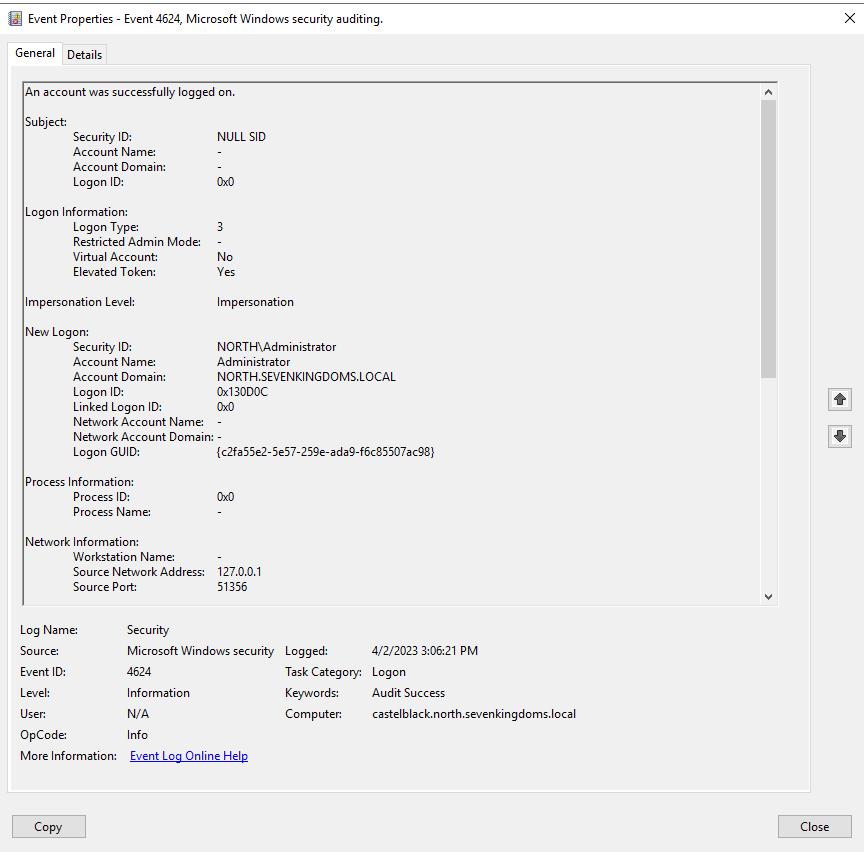 Event Properties - Event 4624, Microsoft Windows security auditing.
General Details
An account was successfully logged on.
Subject:
Security ID: NULL SID
Account Name: -
Account Domain: -
Logon ID: 0x0
Logon Information:
Logon Type: 3
Restricted Admin Mode: -
Virtual Account: No
Elevated Token: Yes
Impersonation Level: Impersonation
New Logon:
Security ID: NORTH\Administrator
Account Name: Administrator
Account Domain: NORTH.SEVENKINGDOMS.LOCAL
Logon ID: 0x130D0C
Linked Logon ID: 0x0
Network Account Name: -
Network Account Domain: -
Logon GUID: {c2fa55e2-5e57-259e-ada9-f6c85507ac98}
Process Information:
Process ID: 0x0
Process Name: -
Network Information:
Workstation Name: -
Source Network Address: 127.0.0.1
Source Port: 51356
Log Name: Security
Source: Microsoft Windows security Logged: 4/2/2023 3:06:21 PM
Event ID: 4624 Task Category: Logon
Level: Information Keywords: Audit Success
User: N/A Computer: castelblack.north.sevenkingdoms.local
OpCode: Info
More Information: Event Log Online Help
Copy Close